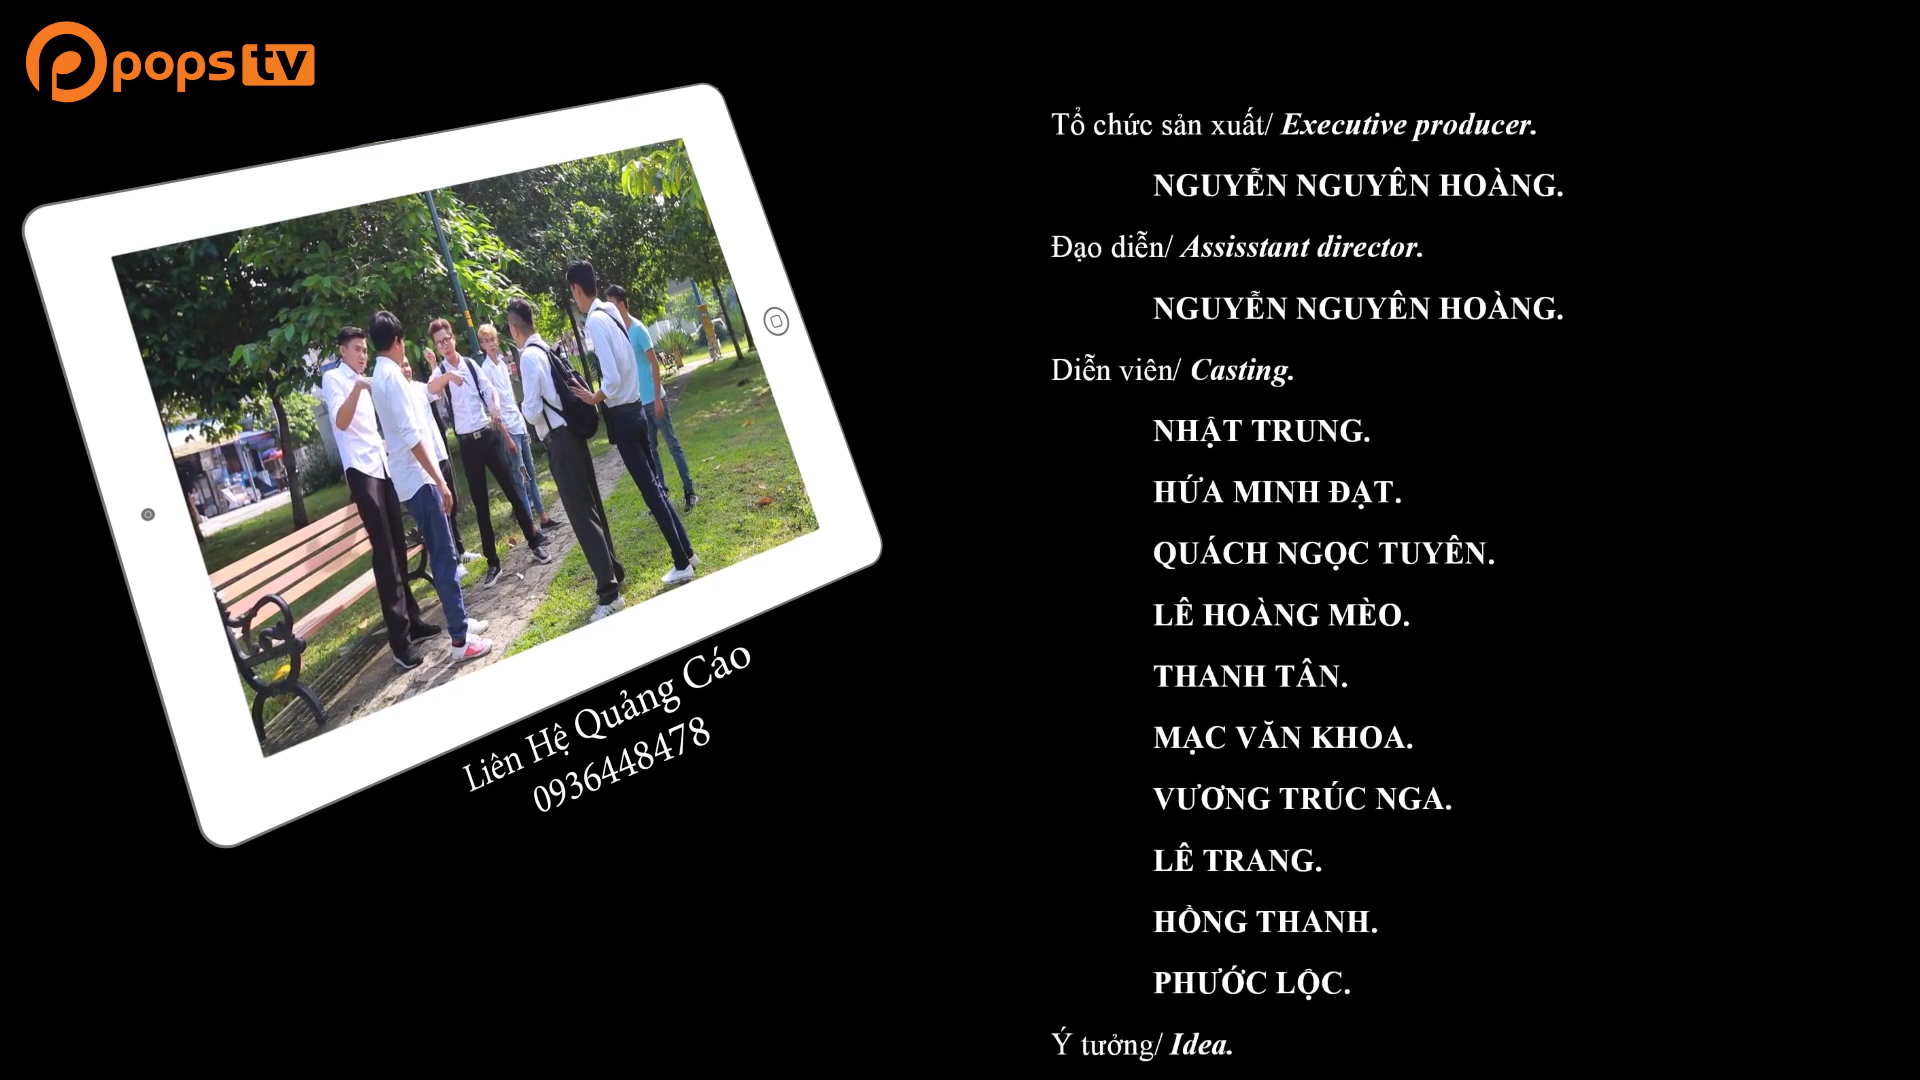 pops tv
Tổ chức sản xuất/ Executive producer.
NGUYỄN NGUYÊN HOÀNG.
Đạo diễn/ Assisstant director.
NGUYỄN NGUYÊN HOÀNG.
Diễn viên/ Casting.
NHẬT TRUNG.
HỨA MINH ĐẠT.
QUÁCH NGỌC TUYÊN.
LÊ HOÀNG MÈO.
THANH TÂN.
MẠC VĂN KHOA.
VƯƠNG TRÚC NGA.
LÊ TRANG.
HỒNG THANH.
PHƯỚC LỘC.
Ý tưởng/ Idea.
Liên Hệ Quảng Cáo
0936448478